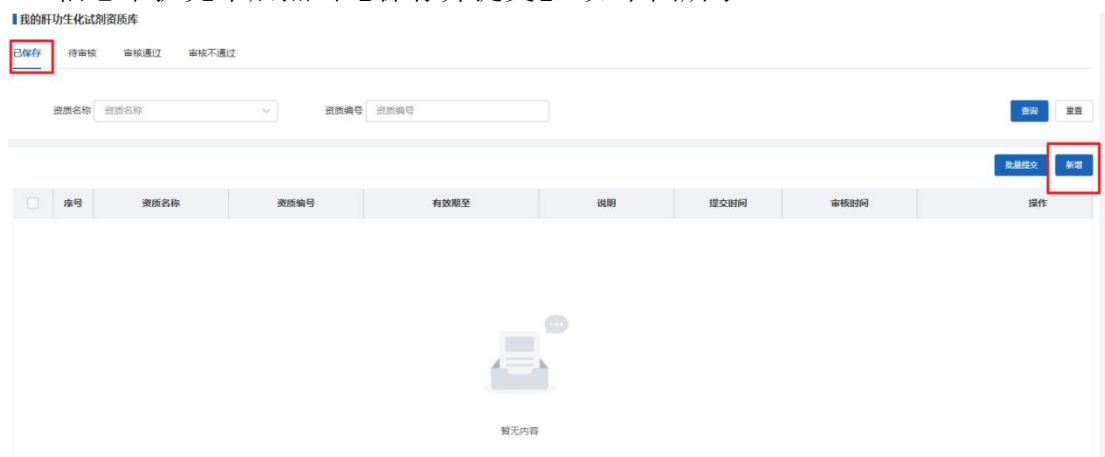 我的肝功生化试剂资质库
已保存 待审核 审核通过 审核不通过
资质名称 资质名称 资质编号 资质编号 查询 重置
批量提交 新增
序号 资质名称 资质编号 有效期至 说明 提交时间 审核时间 操作
暂无内容